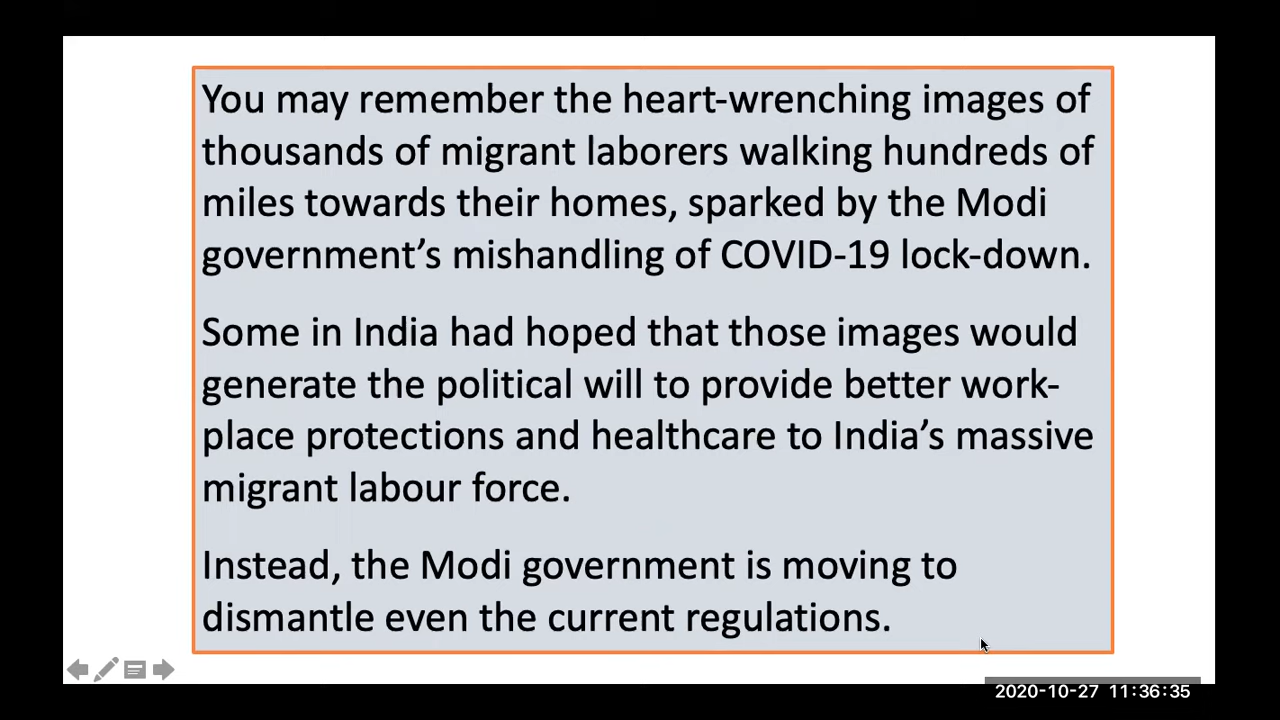 You may remember the heart-wrenching images of
thousands of migrant laborers walking hundreds of
miles towards their homes, sparked by the Modi
government’s mishandling of COVID-19 lock-down.
Some in India had hoped that those images would
generate the political will to provide better work-
place protections and healthcare to India’s massive
migrant labour force.
Instead, the Modi government is moving to
dismantle even the current regulations.
2020-10-27 11:36:35